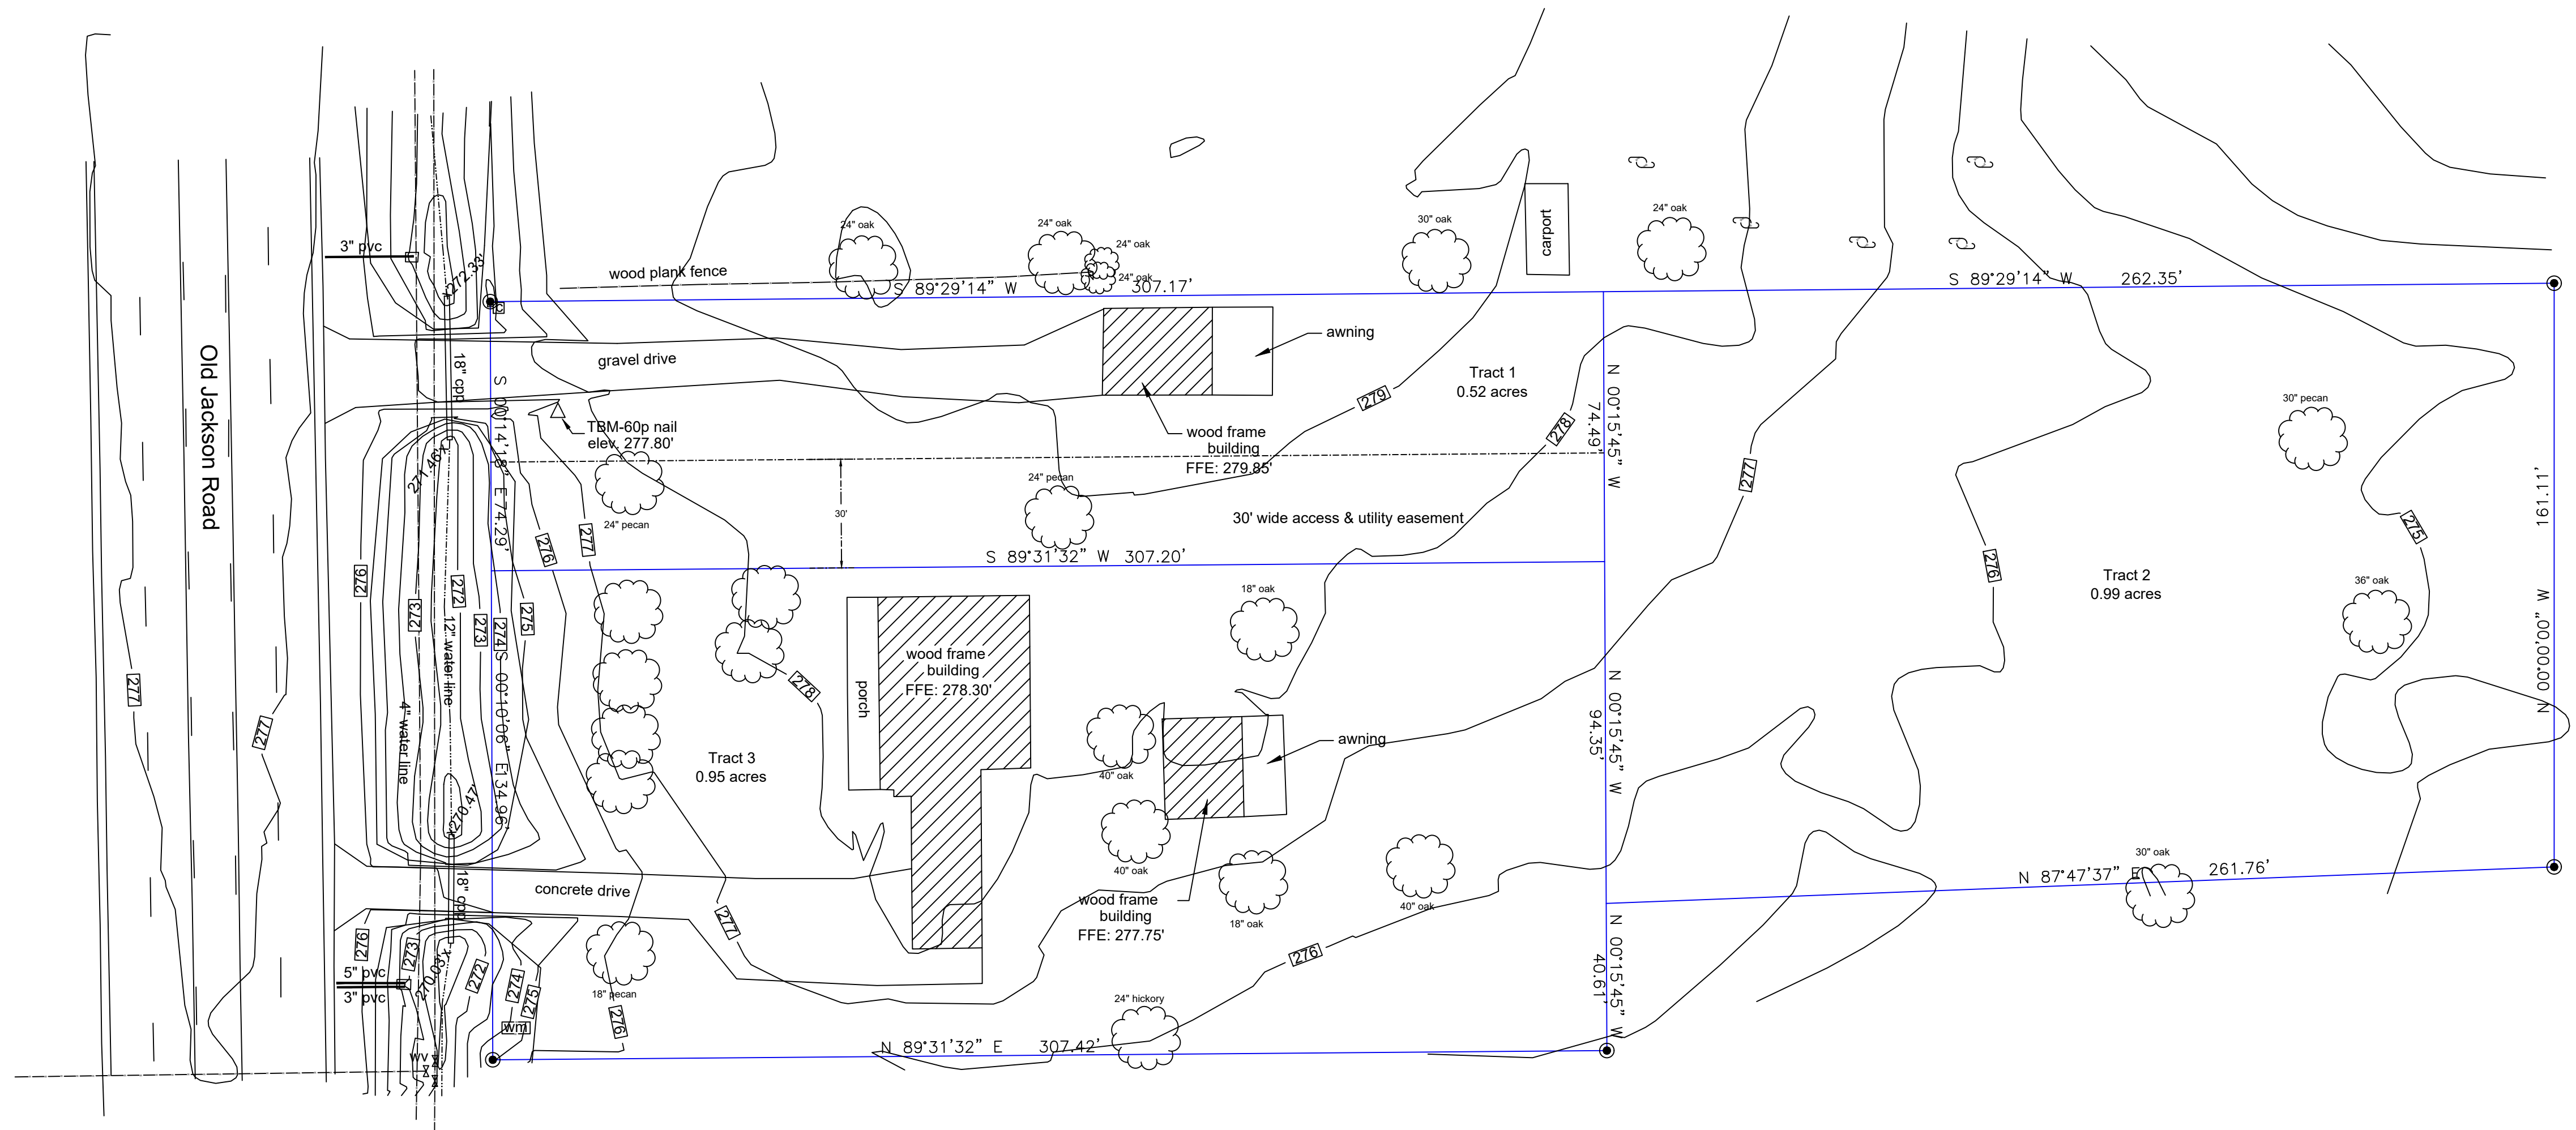 24" oak
24" oak
24" oak
24" oak
30" oak
24" oak
carport
3" pvc
272.33'
wood plank fence
S 89°29'14" W 307.17'
S 89°29'14" W 262.35'
c
awning
18" cpp
gravel drive
Old Jackson Road
S 00°14'18" E 74.29'
TBM-60p nail
elev. 277.80'
271.46'x
24" pecan
279
Tract 1
0.52 acres
278
N 00°15'45" W
74.49'
wood frame
building
FFE: 279.85'
24" pecan
30'
30' wide access & utility easement
277
30" pecan
161.11'
N 00°00'00" W
275
276
277
276
S 89°31'32" W 307.20'
Tract 2
0.99 acres
36" oak
276
273
272
12" water line
4" water line
273
274
275
S 00°10'06" E 134.96'
18" oak
wood frame
building
FFE: 278.30'
porch
278
277
277
Tract 3
0.95 acres
N 00°15'45" W
94.35'
awning
40" oak
40" oak
x270.47'
18" cpp
concrete drive
277
wood frame
building
FFE: 277.75'
18" oak
40" oak
30" oak
N 87°47'37" E 261.76'
N 00°15'45" W
40.61'
276
276
273
272
274
275
5" pvc
3" pvc
270.03'x
18" pecan
276
24" hickory
wm
wv
N 89°31'32" E 307.42'